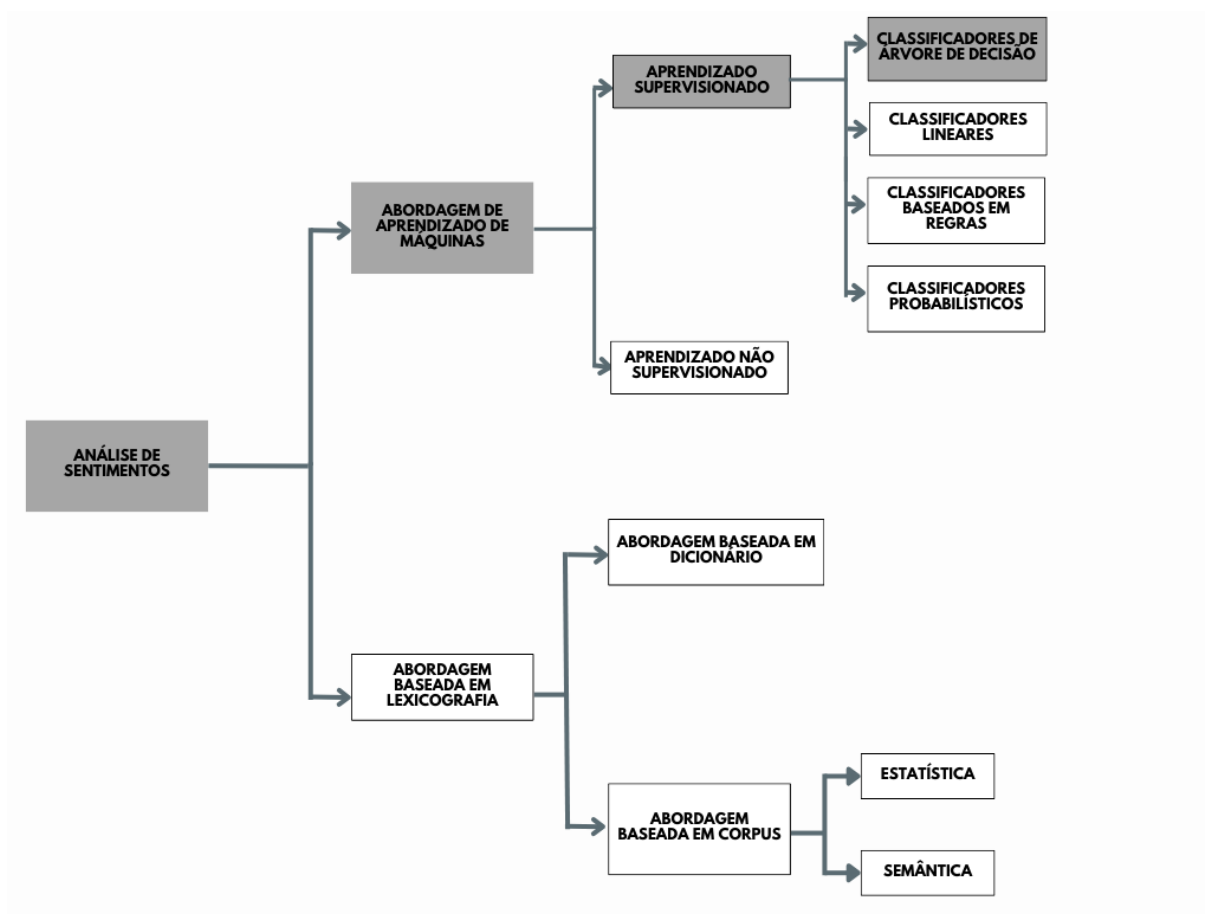 CLASSIFICADORES DE
ÁRVORE DE DECISÃO
APRENDIZADO
SUPERVISIONADO
CLASSIFICADORES
LINEARES
CLASSIFICADORES
BASEADOS EM
REGRAS
ABORDAGEM DE
APRENDIZADO DE
MÁQUINAS
CLASSIFICADORES
PROBABILÍSTICOS
APRENDIZADO NÃO
SUPERVISIONADO
ANÁLISE DE
SENTIMENTOS
ABORDAGEM BASEADA EM
DICIONÁRIO
ABORDAGEM
BASEADA EM
LEXICOGRAFIA
ESTATÍSTICA
ABORDAGEM
BASEADA EM CORPUS
SEMÂNTICA